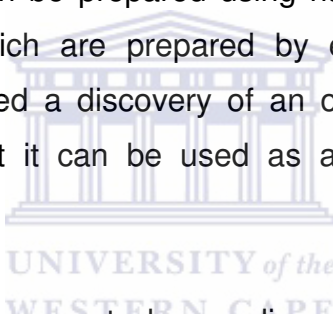 be prepared using
which are prepared by
ed a discovery of an
it can be used as a
UNIVERSITY of the
WESTERN CAPE